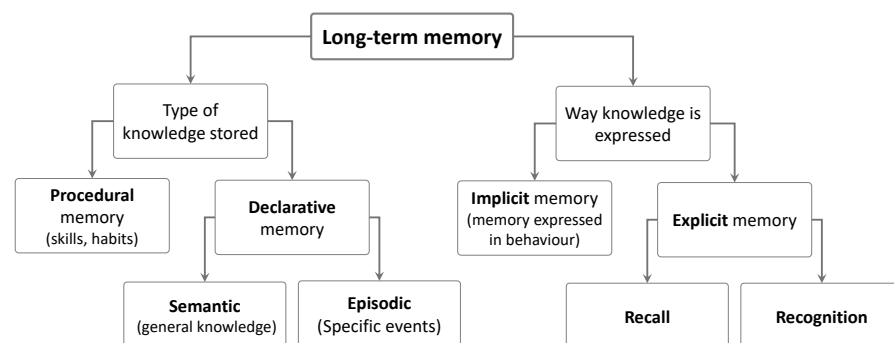 Long-term memory
Type of
knowledge stored
Way knowledge is
expressed
Procedural
memory
(skills, habits)
Declarative
memory
Implicit memory
(memory expressed
in behaviour)
Explicit memory
Semantic
(general knowledge)
Episodic
(Specific events)
Recall
Recognition